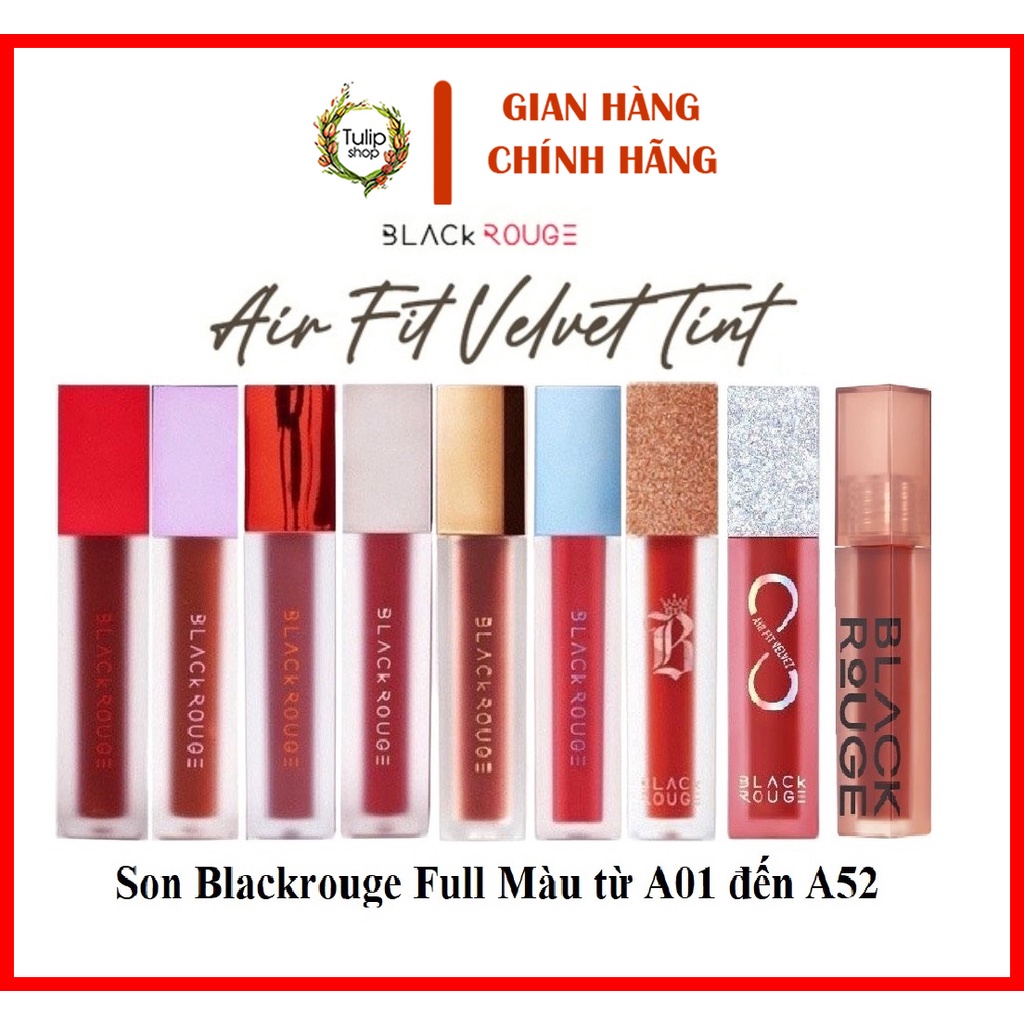 Tulip
shop
GIAN HÀNG
CHÍNH HÃNG
BLACK ROUGE
Air Fit Velvet Tint
BLACK ROUGE
BLACK ROUGE
BLACK ROUGE
BLACK ROUGE
BLACK ROUGE
BLACK ROUGE
B
BLACK
ROUGE
AIR FIT VELVET
BLACK
ROUGE
BLACK
ROUGE
Son Blackrouge Full Màu từ A01 đến A52